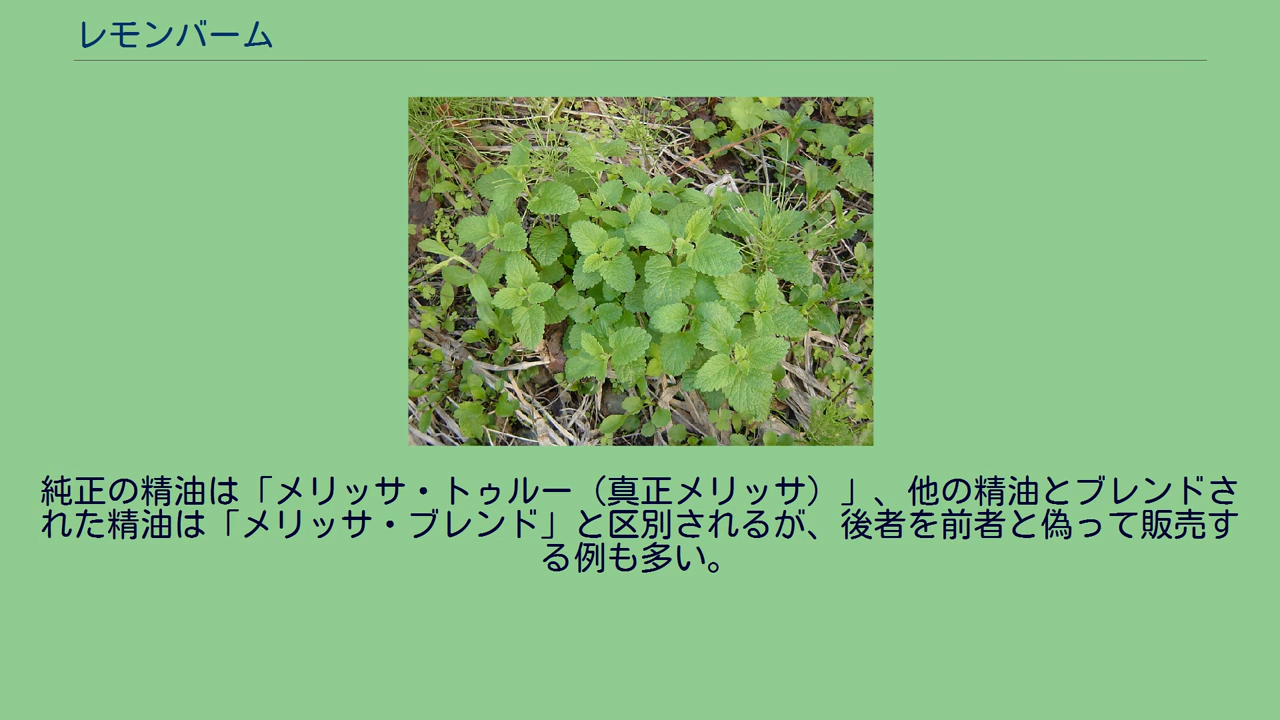 レモンバーム
純正の精油は「メリッサ・トゥルー（真正メリッサ）」、他の精油とブレンドさ
れた精油は「メリッサ・ブレンド」と区別されるが、後者を前者と偽って販売す
る例も多い。